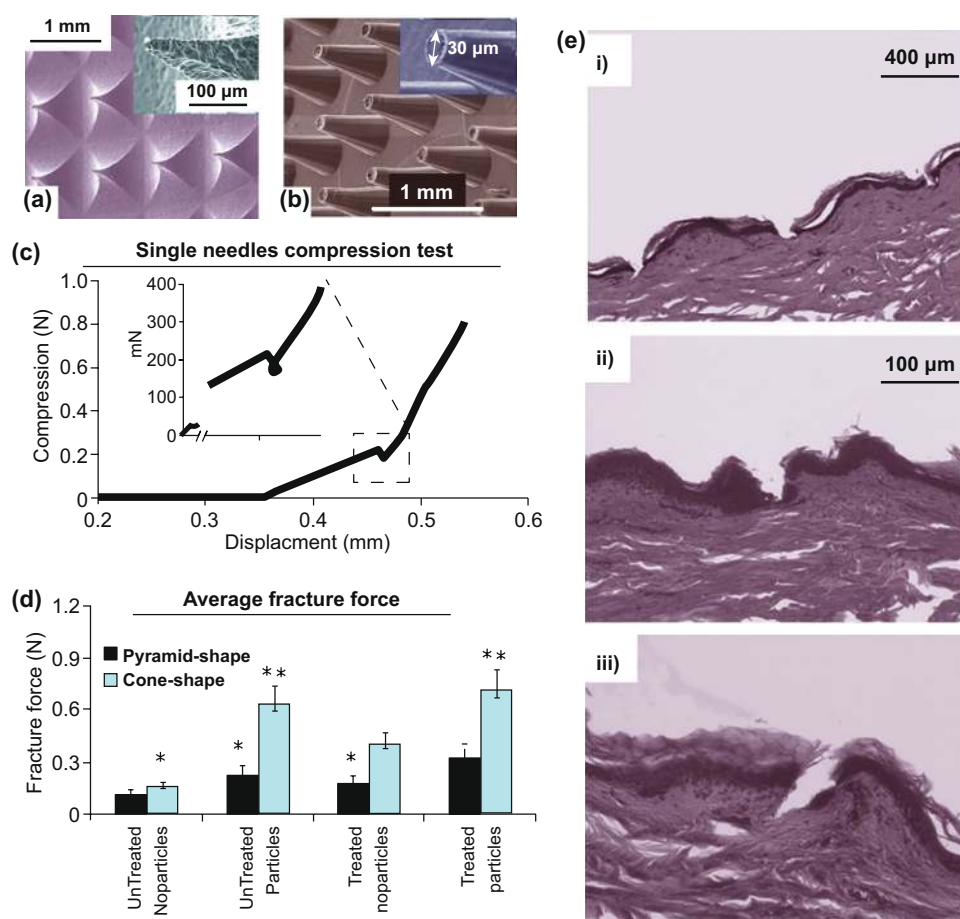 1 mm
100 µm
(a)
30 µm
1 mm
(b)
(c)
Single needles compression test
Compression (N)
1.0
0.8
0.6
0.4
0.2
0
0.2
0.3
0.4
0.5
0.6
Displacment (mm)
mN
400
300
200
100
0
(d)
Average fracture force
Fracture force (N)
1.2
0.9
0.6
0.3
0
Pyramid-shape
Cone-shape
*
*
**
*
**
UnTreated
Noparticles
UnTreated
Particles
Treated
noparticles
Treated
particles
(e)
i)
400 µm
ii)
100 µm
iii)